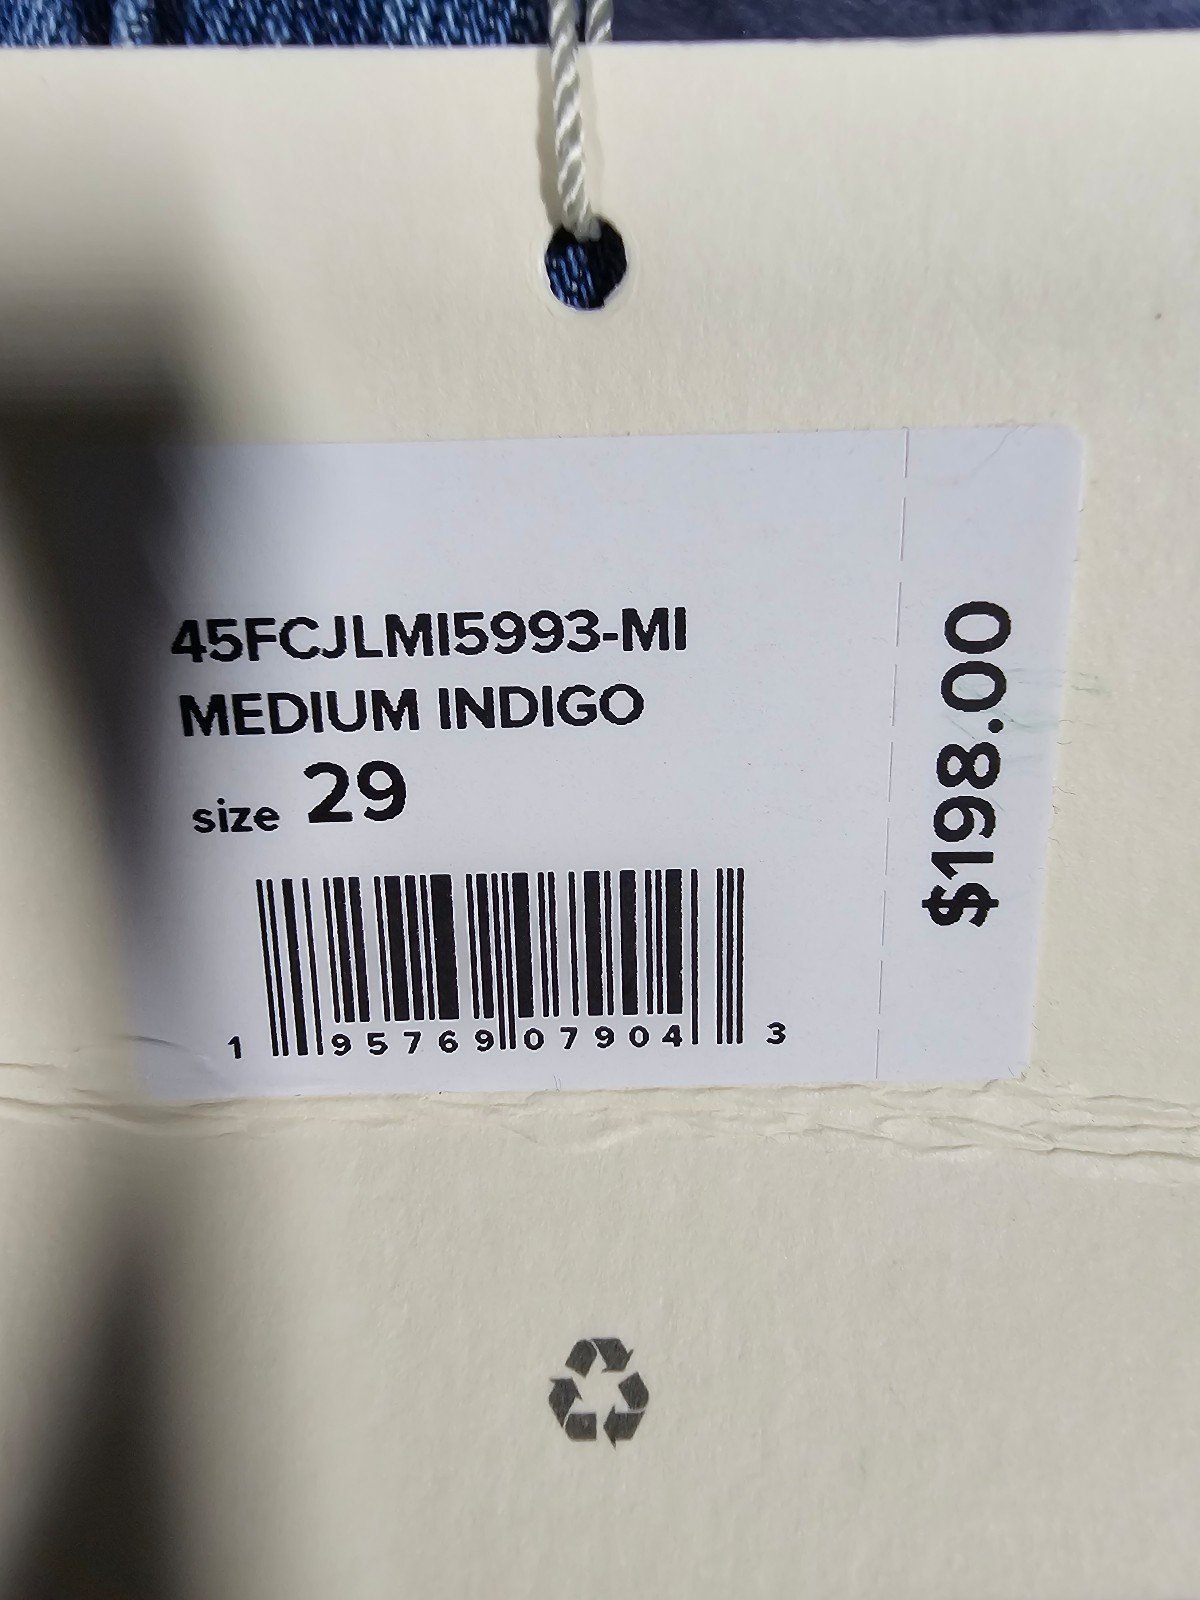 45FCJLMI5993-MI
MEDIUM INDIGO
size 29
1 95769 07904 3
$198.00